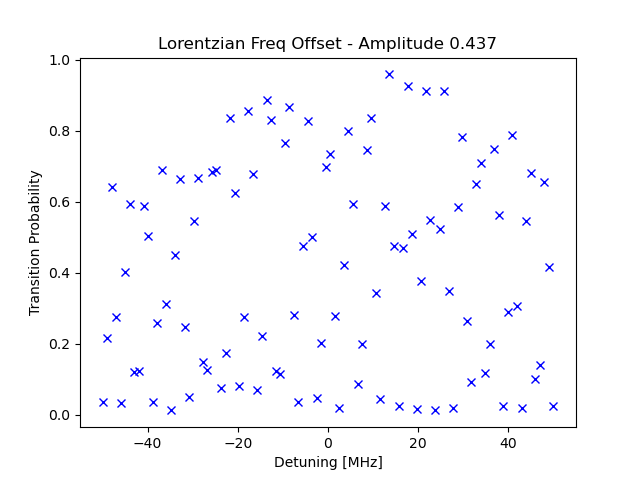 Lorentzian Freq Offset - Amplitude 0.437
1.0
0.8
0.6
0.4
0.2
0.0
Transition Probability
−40 −20 0 20 40
Detuning [MHz]